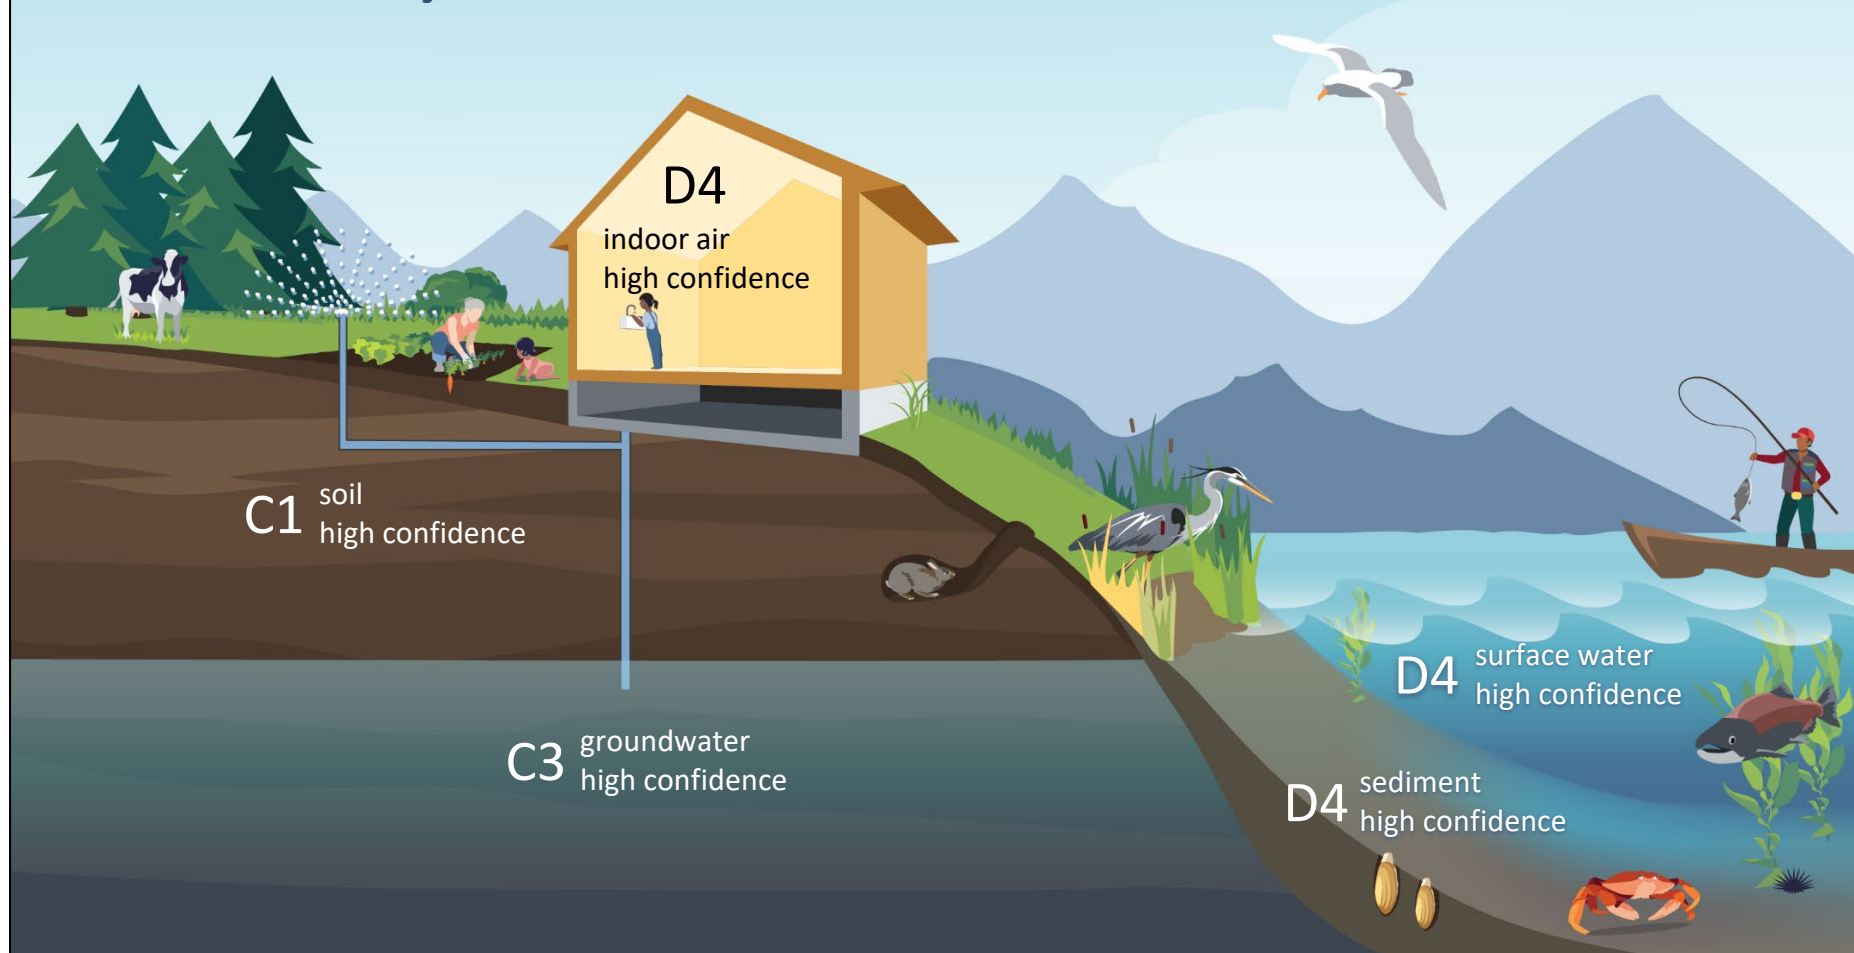 D4
indoor air
high confidence
C1
soil
high confidence
C3
groundwater
high confidence
D4
surface water
high confidence
D4
sediment
high confidence